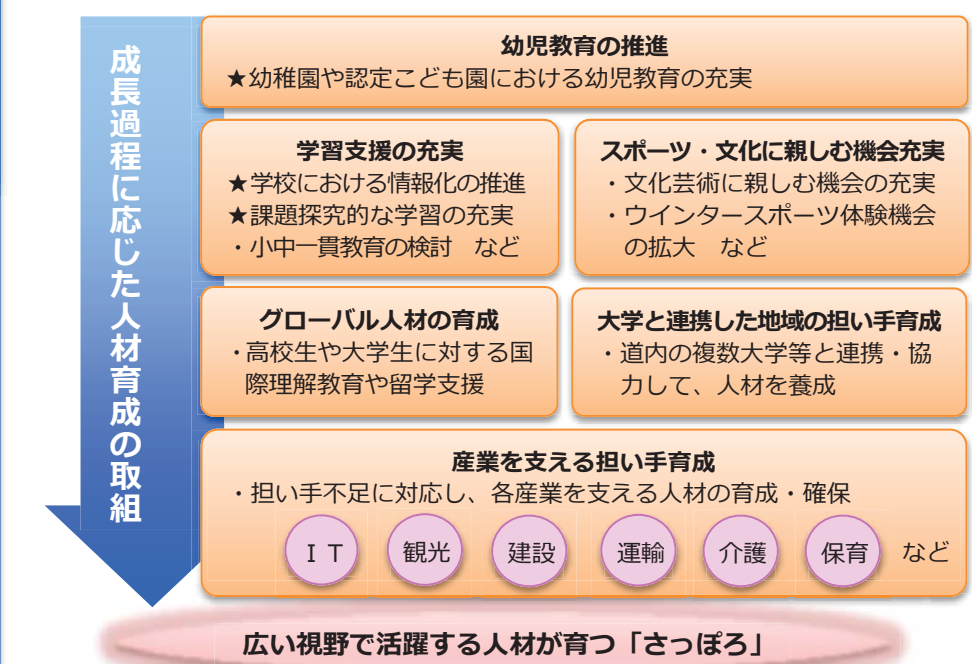 成長過程に応じた人材育成の取組
幼児教育の推進
★幼稚園や認定こども園における幼児教育の充実
学習支援の充実
★学校における情報化の推進
★課題探究的な学習の充実
・小中一貫教育の検討　など
スポーツ・文化に親しむ機会充実
・文化芸術に親しむ機会の充実
・ウインタースポーツ体験機会
の拡大　など
グローバル人材の育成
・高校生や大学生に対する国
際理解教育や留学支援
大学と連携した地域の担い手育成
・道内の複数大学等と連携・協
力して、人材を養成
産業を支える担い手育成
・担い手不足に対応し、各産業を支える人材の育成・確保
ＩＴ 観光 建設 運輸 介護 保育 など
広い視野で活躍する人材が育つ「さっぽろ」